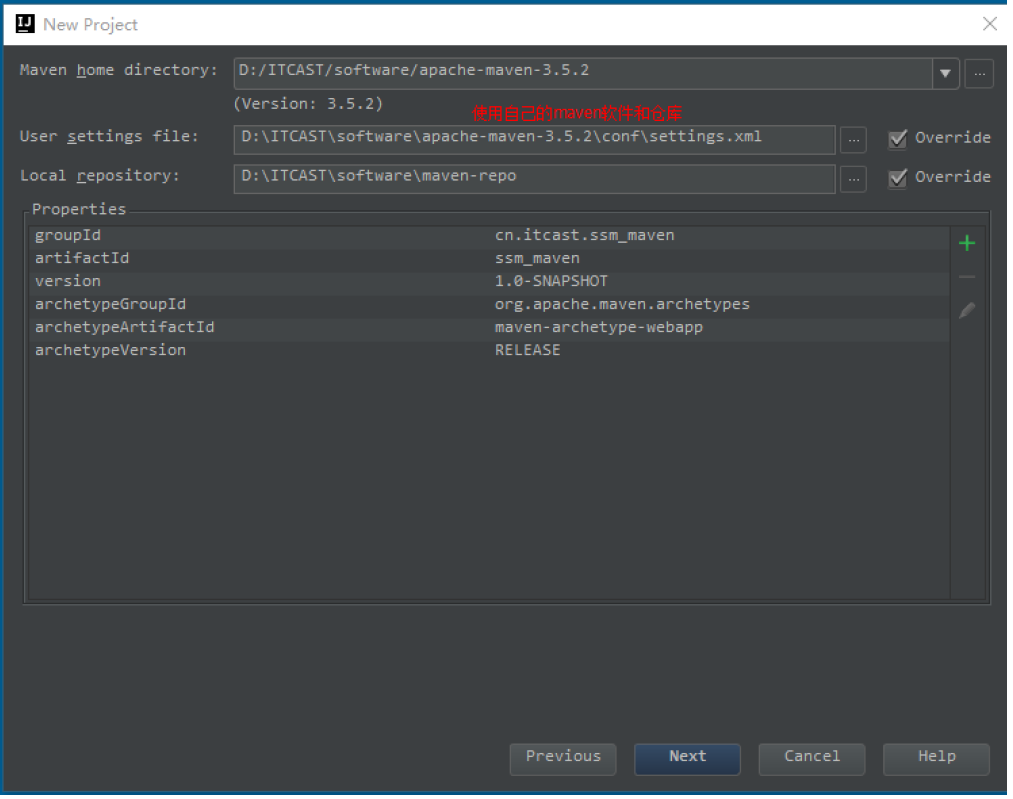 New Project
Maven home directory: D:/ITCAST/software/apache-maven-3.5.2 ...
(Version: 3.5.2)
使用自己的maven软件和仓库
User settings file: D:\ITCAST\software\apache-maven-3.5.2\conf\settings.xml ... Override
Local repository: D:\ITCAST\software\maven-repo ... Override
Properties
groupId cn.itcast.ssm_maven
artifactId ssm_maven
version 1.0-SNAPSHOT
archetypeGroupId org.apache.maven.archetypes
archetypeArtifactId maven-archetype-webapp
archetypeVersion RELEASE
Previous Next Cancel Help